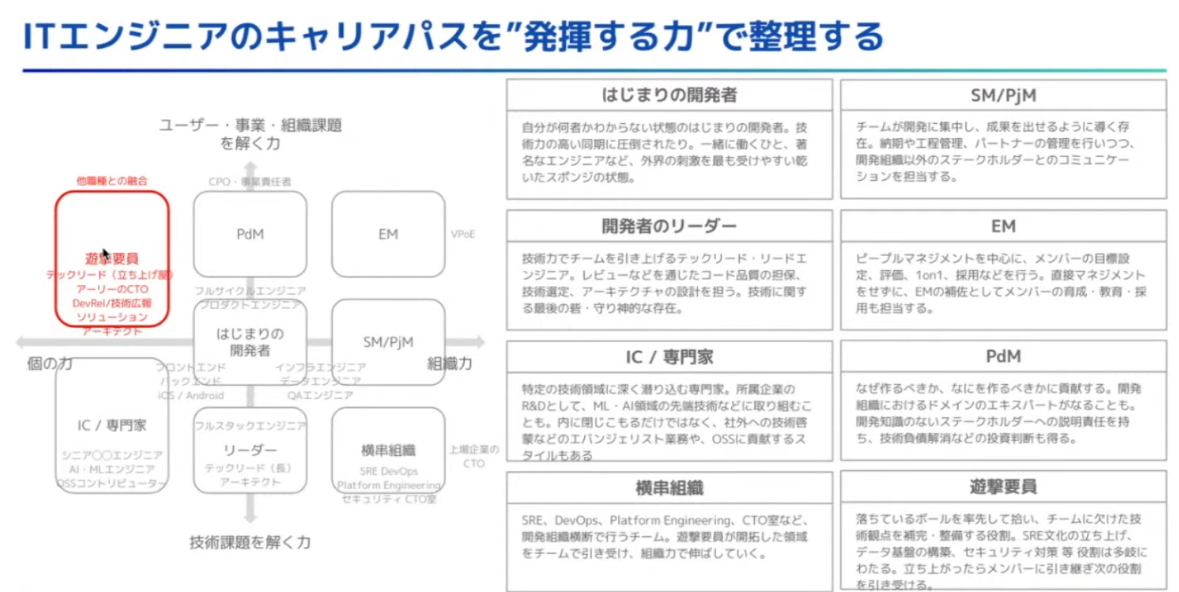 ITエンジニアのキャリアパスを”発揮する力”で整理する
ユーザー・事業・組織課題
を解く力
他職種との融合
CPO・事業責任者
遊撃要員
テックリード（立ち上げ屋）
アーリーのCTO
DevRel/技術広報
ソリューション
アーキテクト
PdM
EM
VPoE
フルサイクルエンジニア
プロダクトエンジニア
はじまりの
開発者
SM/PjM
個の力
組織力
フロントエンド
バックエンド
iOS / Android
インフラエンジニア
データエンジニア
QAエンジニア
IC / 専門家
シニア〇〇エンジニア
AI・MLエンジニア
OSSコントリビューター
フルスタックエンジニア
リーダー
テックリード（長）
アーキテクト
横串組織
SRE DevOps
Platform Engineering
セキュリティ CTO室
上場企業の
CTO
技術課題を解く力
はじまりの開発者
自分が何者かわからない状態のはじまりの開発者。技
術力の高い同期に圧倒されたり。一緒に働くひと、著
名なエンジニアなど、外界の刺激を最も受けやすい乾
いたスポンジの状態。
SM/PjM
チームが開発に集中し、成果を出せるように導く存
在。納期や工程管理、パートナーの管理を行いつつ、
開発組織以外のステークホルダーとのコミュニケー
ションを担当する。
開発者のリーダー
技術力でチームを引き上げるテックリード・リードエ
ンジニア。レビューなどを通じたコード品質の担保、
技術選定、アーキテクチャの設計を担う。技術に関す
る最後の砦・守り神的な存在。
EM
ピープルマネジメントを中心に、メンバーの目標設
定、評価、1on1、採用などを行う。直接マネジメント
をせずに、EMの補佐としてメンバーの育成・教育・採
用も担当する。
IC / 専門家
特定の技術領域に深く潜り込む専門家。所属企業の
R&Dとして、ML・AI領域の先端技術などに取り組むこ
とも。内に閉じこもるだけではなく、社外への技術啓
蒙などのエバンジェリスト業務や、OSSに貢献するス
タイルもある
PdM
なぜ作るべきか、なにを作るべきかに貢献する。開発
組織におけるドメインのエキスパートがなることも。
開発知識のないステークホルダーへの説明責任を持
ち、技術負債解消などの投資判断も得る。
横串組織
SRE、DevOps、Platform Engineering、CTO室など、
開発組織横断で行うチーム。遊撃要員が開拓した領域
をチームで引き受け、組織力で伸ばしていく。
遊撃要員
落ちているボールを率先して拾い、チームに欠けた技
術観点を補完・整備する役割。SRE文化の立ち上げ、
データ基盤の構築、セキュリティ対策 等 役割は多岐に
わたる。立ち上がったらメンバーに引き継ぎ次の役割
を引き受ける。